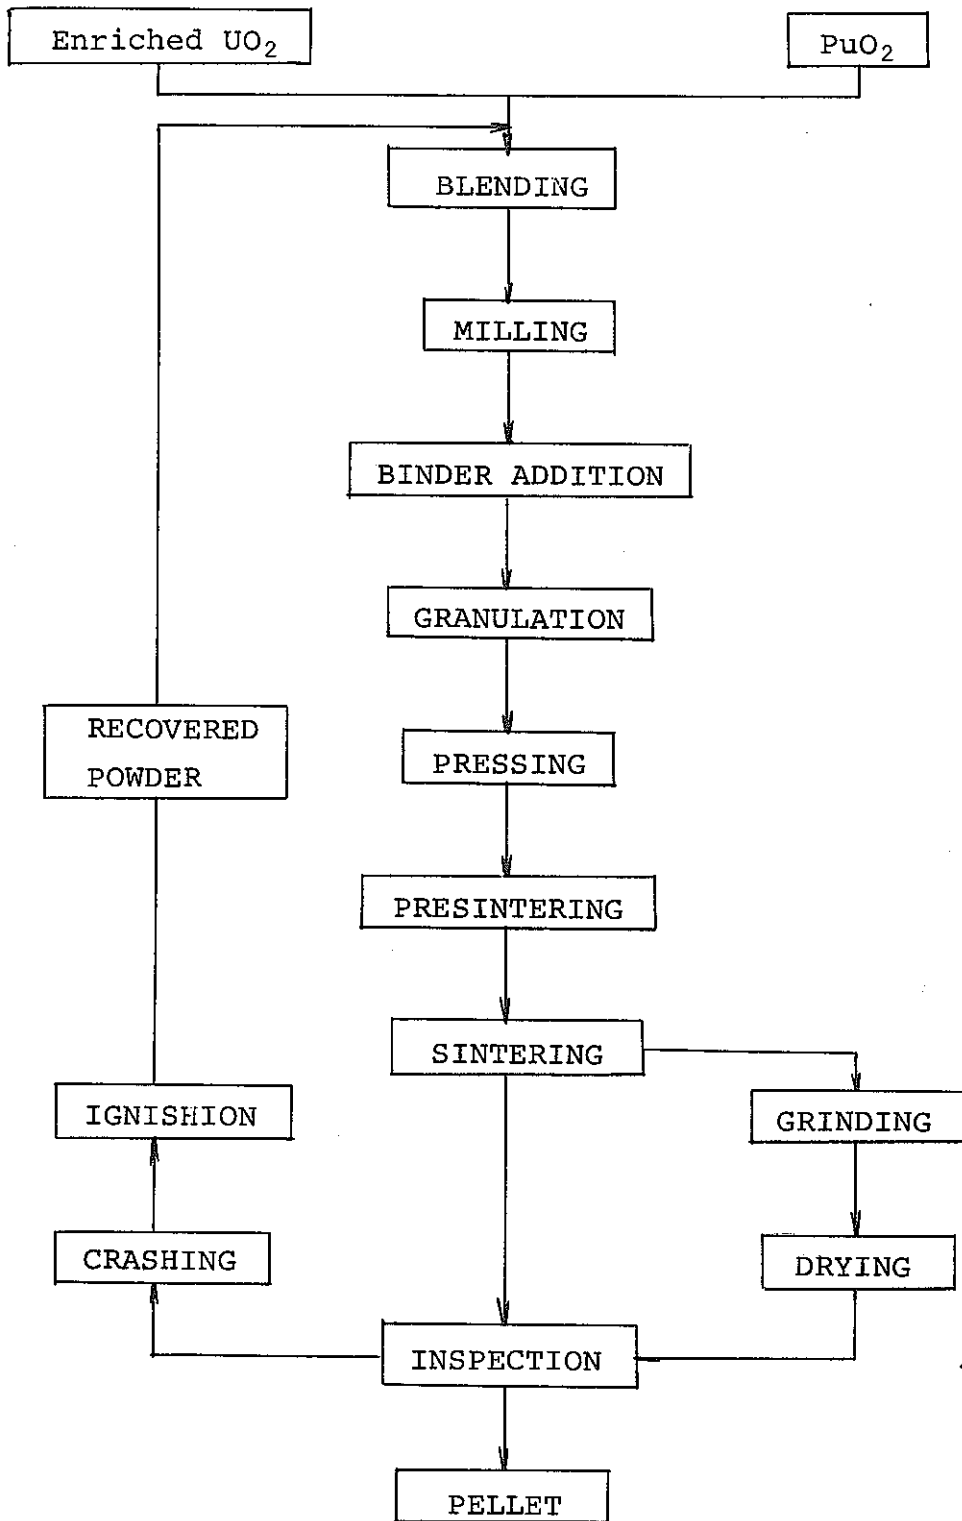 Enriched UO₂
PuO₂
BLENDING
MILLING
BINDER ADDITION
GRANULATION
RECOVERED
POWDER
PRESSING
PRESINTERING
SINTERING
IGNISHION
GRINDING
CRASHING
DRYING
INSPECTION
PELLET